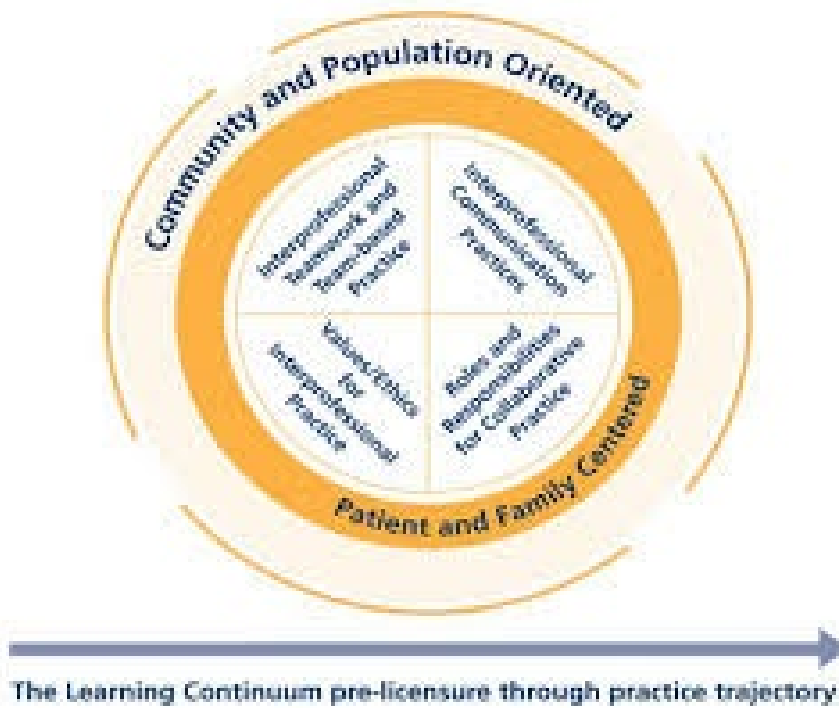 Community and Population Oriented
Interprofessional
Teamwork and
Team-based
Practice
Interprofessional
Communication
Practices
Values/Ethics
for
Interprofessional
Practice
Roles and
Responsibilities
for Collaborative
Practice
Patient and Family Centered
The Learning Continuum pre-licensure through practice trajectory